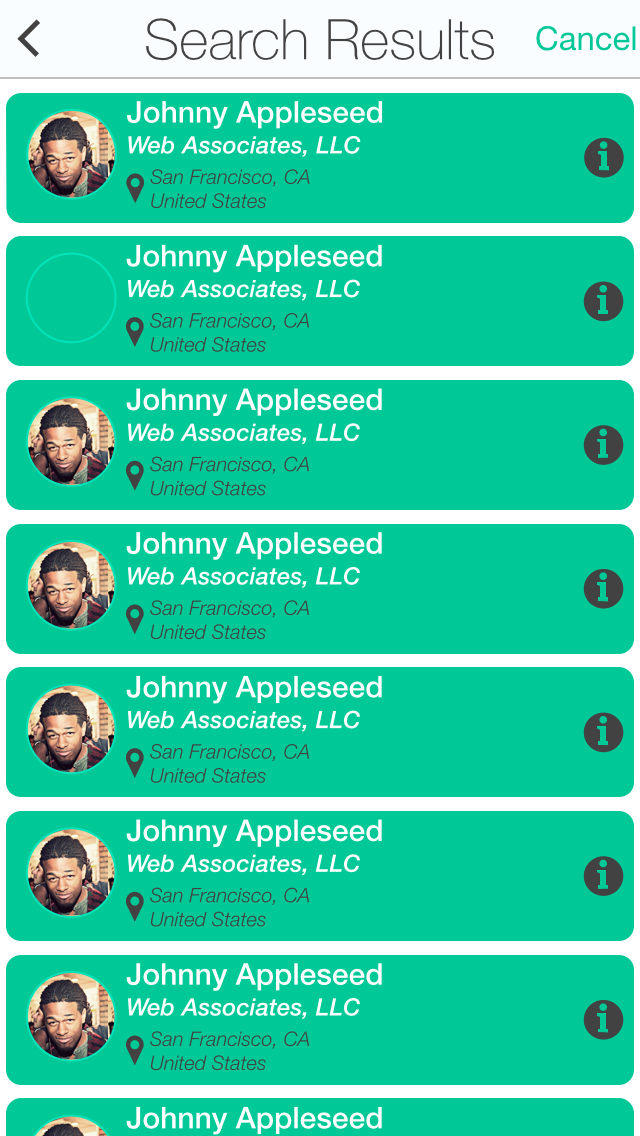 Search Results
Cancel
Johnny Appleseed
Web Associates, LLC
San Francisco, CA
United States
Johnny Appleseed
Web Associates, LLC
San Francisco, CA
United States
Johnny Appleseed
Web Associates, LLC
San Francisco, CA
United States
Johnny Appleseed
Web Associates, LLC
San Francisco, CA
United States
Johnny Appleseed
Web Associates, LLC
San Francisco, CA
United States
Johnny Appleseed
Web Associates, LLC
San Francisco, CA
United States
Johnny Appleseed
Web Associates, LLC
San Francisco, CA
United States
Johnny Appleseed